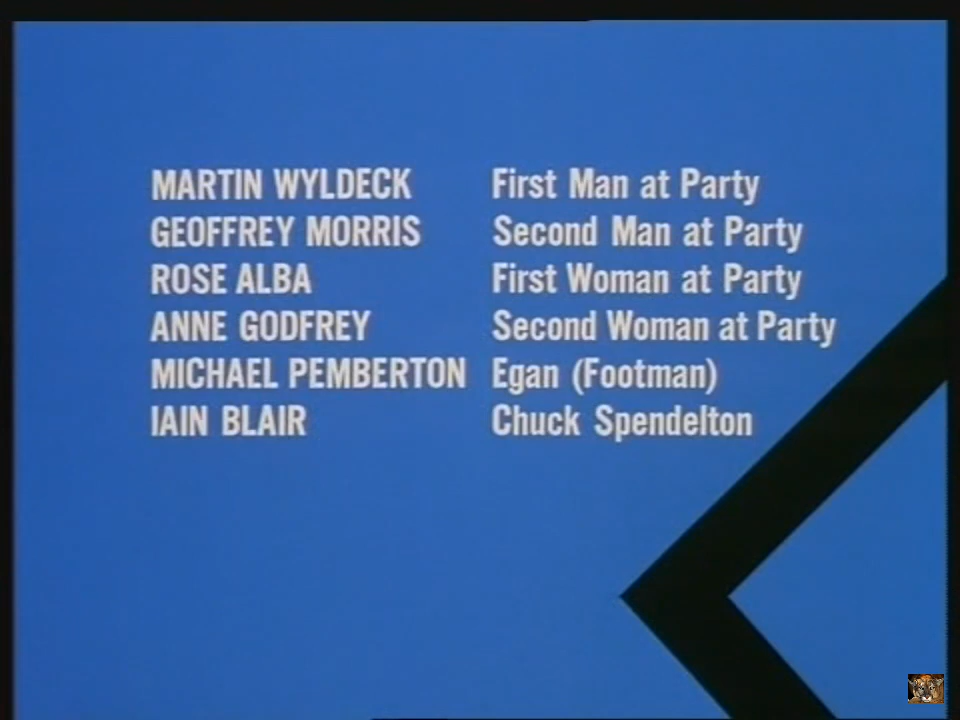 MARTIN WYLDECK First Man at Party
GEOFFREY MORRIS Second Man at Party
ROSE ALBA First Woman at Party
ANNE GODFREY Second Woman at Party
MICHAEL PEMBERTON Egan (Footman)
IAIN BLAIR Chuck Spendelton